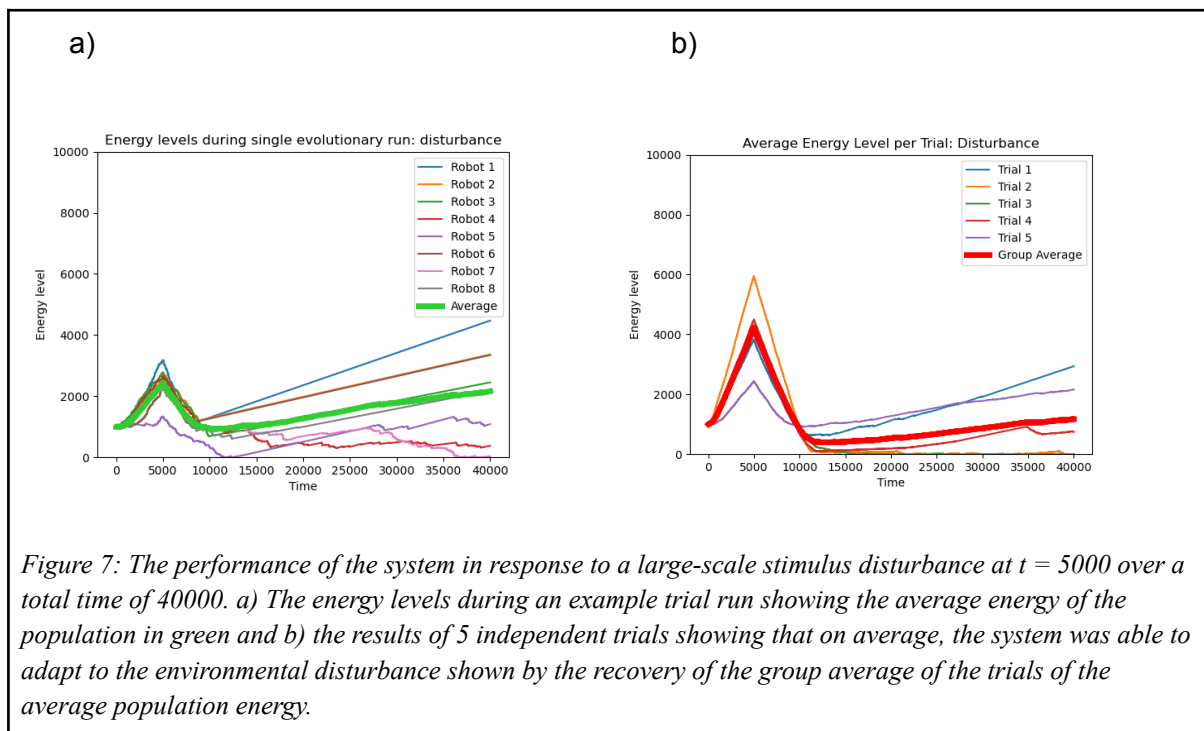 a)
b)
Energy levels during single evolutionary run: disturbance
10000
8000
6000
4000
2000
0
Energy level
0 5000 10000 15000 20000 25000 30000 35000 40000
Time
Robot 1
Robot 2
Robot 3
Robot 4
Robot 5
Robot 6
Robot 7
Robot 8
Average
Average Energy Level per Trial: Disturbance
10000
8000
6000
4000
2000
0
Energy level
0 5000 10000 15000 20000 25000 30000 35000 40000
Time
Trial 1
Trial 2
Trial 3
Trial 4
Trial 5
Group Average
Figure 7: The performance of the system in response to a large-scale stimulus disturbance at t = 5000 over a
total time of 40000. a) The energy levels during an example trial run showing the average energy of the
population in green and b) the results of 5 independent trials showing that on average, the system was able to
adapt to the environmental disturbance shown by the recovery of the group average of the trials of the
average population energy.